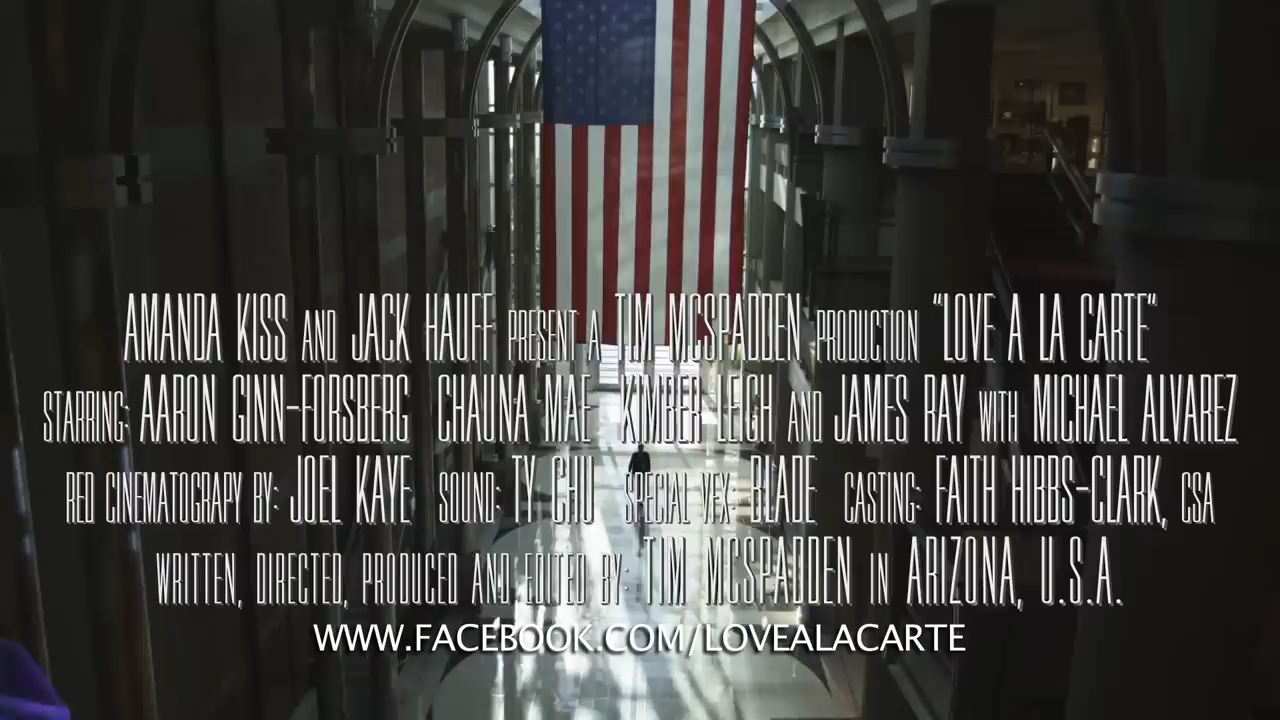 AMANDA KISS AND JACK HAUFF PRESENT A TIM MCSPADDEN PRODUCTION "LOVE A LA CARTE"
STARRING: AARON GINN-FORSBERG CHAUNA MAE KIMBER LEIGH AND JAMES RAY WITH MICHAEL ALVAREZ
RED CINEMATOGRAPY BY: JOEL KAYE SOUND: TY CHU SPECIAL VFX: BLADE CASTING: FAITH HIBBS-CLARK, CSA
WRITTEN, DIRECTED, PRODUCED AND EDITED BY: TIM MCSPADDEN IN ARIZONA, U.S.A.
WWW.FACEBOOK.COM/LOVEALACARTE